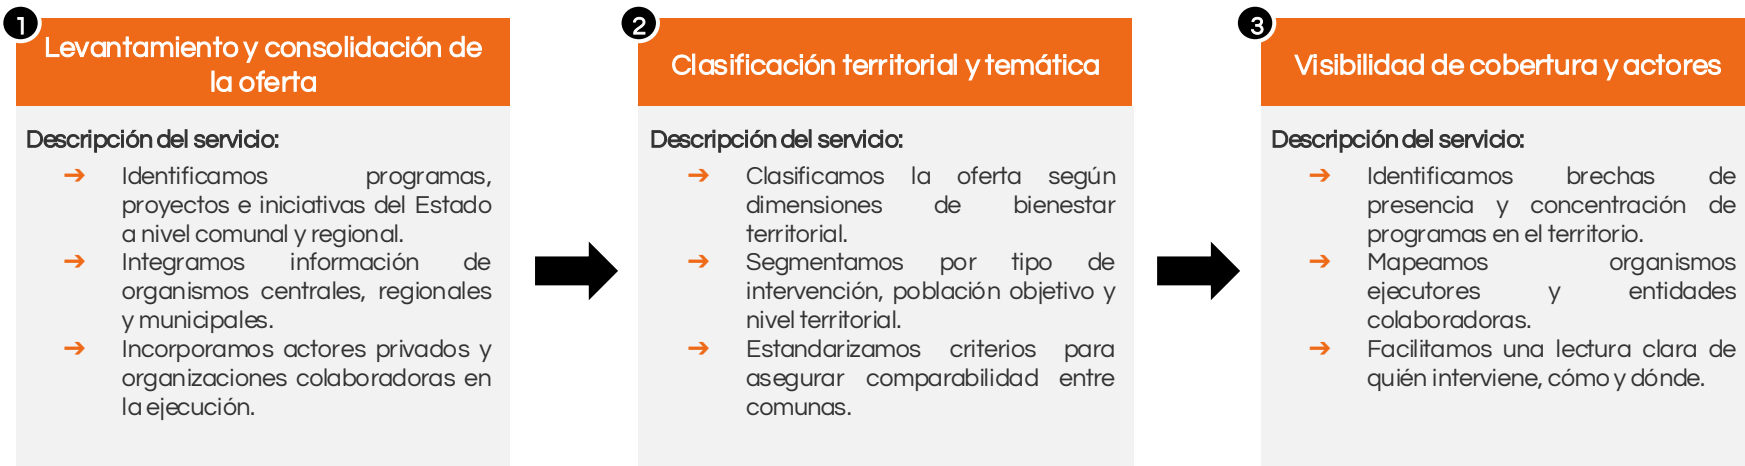 1
Levantamiento y consolidación de
la oferta
Descripción del servicio:
➔ Identificamos programas,
proyectos e iniciativas del Estado
a nivel comunal y regional.
➔ Integramos información de
organismos centrales, regionales
y municipales.
➔ Incorporamos actores privados y
organizaciones colaboradoras en
la ejecución.
2
Clasificación territorial y temática
Descripción del servicio:
➔ Clasificamos la oferta según
dimensiones de bienestar
territorial.
➔ Segmentamos por tipo de
intervención, población objetivo y
nivel territorial.
➔ Estandarizamos criterios para
asegurar comparabilidad entre
comunas.
3
Visibilidad de cobertura y actores
Descripción del servicio:
➔ Identificamos brechas de
presencia y concentración de
programas en el territorio.
➔ Mapeamos organismos
ejecutores y entidades
colaboradoras.
➔ Facilitamos una lectura clara de
quién interviene, cómo y dónde.